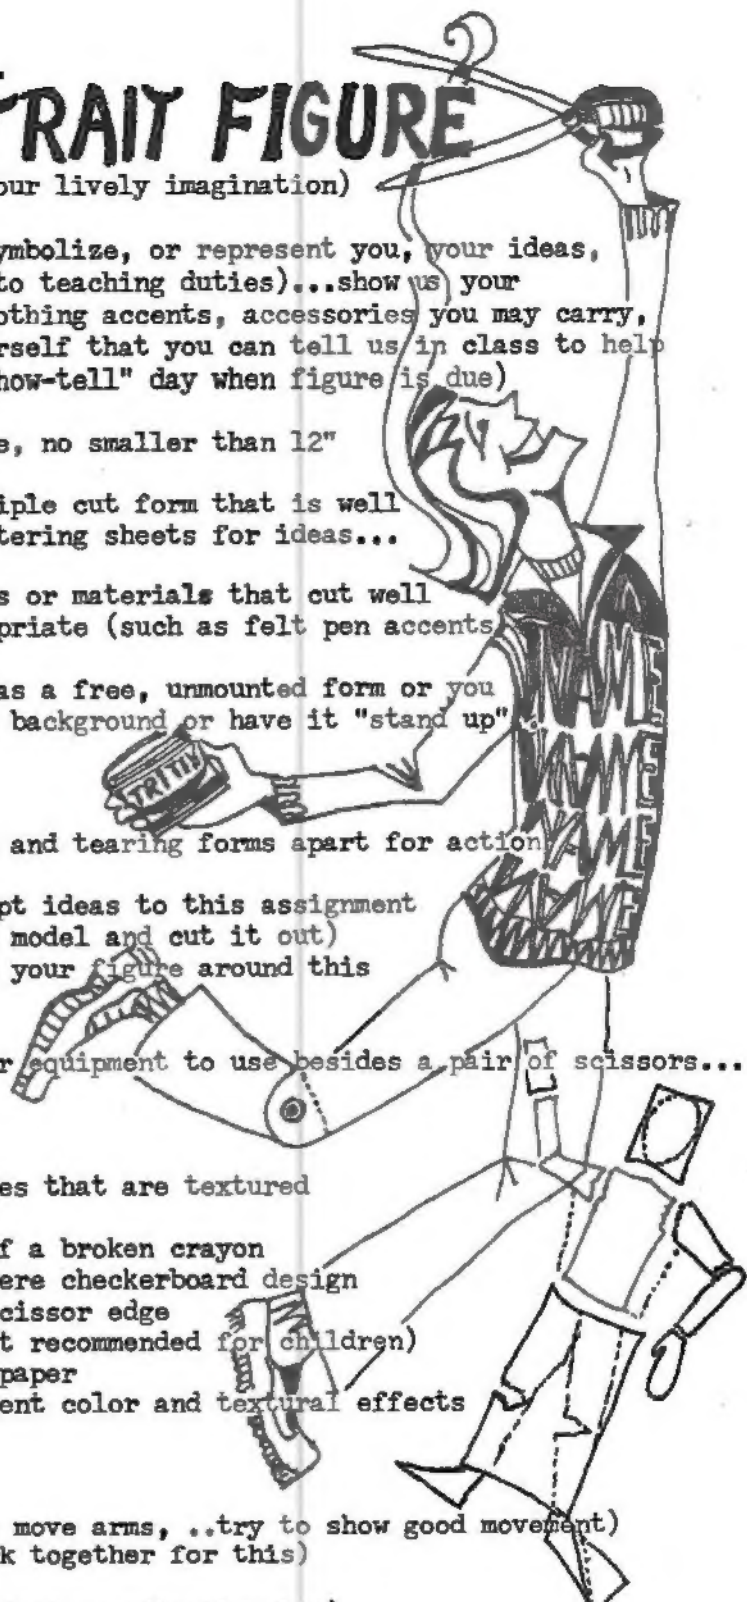 TRAIT FIGURE
our lively imagination)
ymbolize, or represent you, your ideas,
to teaching duties)...show us your
othing accents, accessories you may carry,
rself that you can tell us in class to help
how-tell" day when figure is due)
e, no smaller than 12"
iple cut form that is well
tering sheets for ideas...
s or materials that cut well
priate (such as felt pen accents
as a free, unmounted form or you
background or have it "stand up"
and tearing forms apart for action
pt ideas to this assignment
model and cut it out)
your figure around this
r equipment to use besides a pair of scissors...
es that are textured
f a broken crayon
ere checkerboard design
cissor edge
t recommended for children)
paper
ent color and textural effects
move arms, ..try to show good movement)
k together for this)
NAME
NAME
NAME
NAME